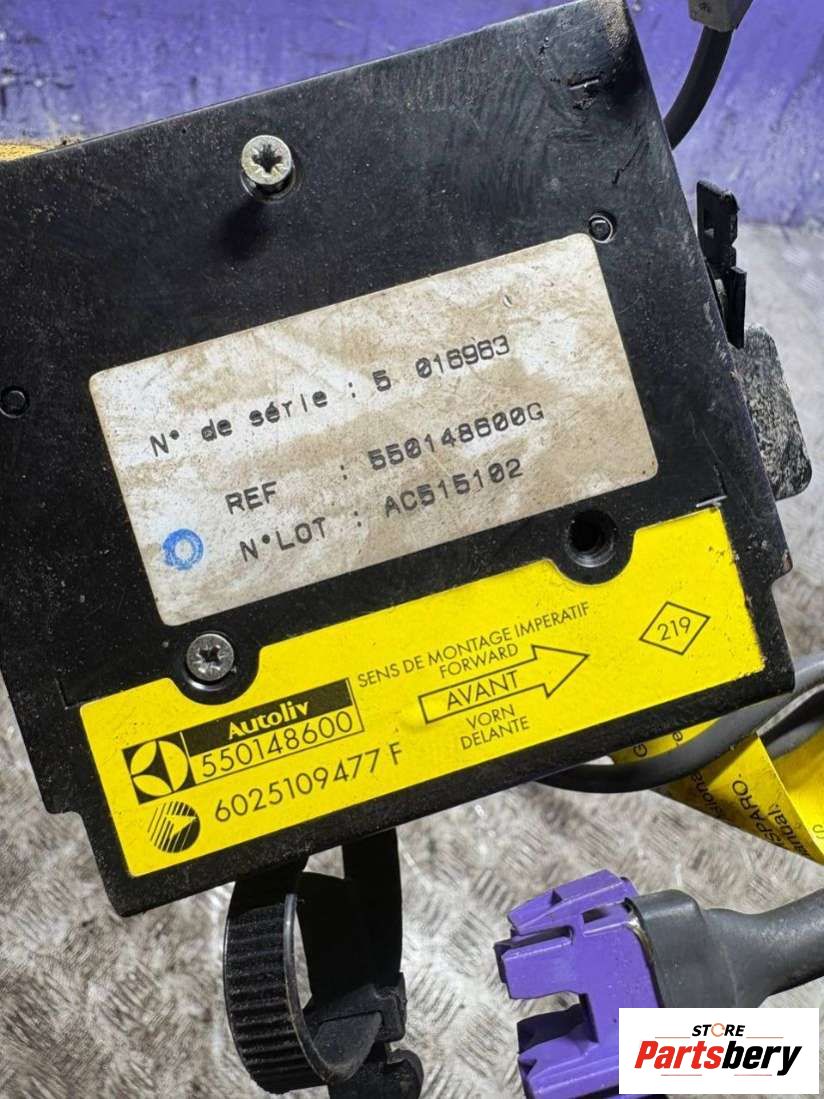 N° de série : 5 016963
REF : 550148600G
N°LOT : AC515102
SENS DE MONTAGE IMPERATIF
FORWARD
AVANT
VORN
DELANTE
219
Autoliv
550148600
6025109477 F
SPARO.
STORE
Partsbery